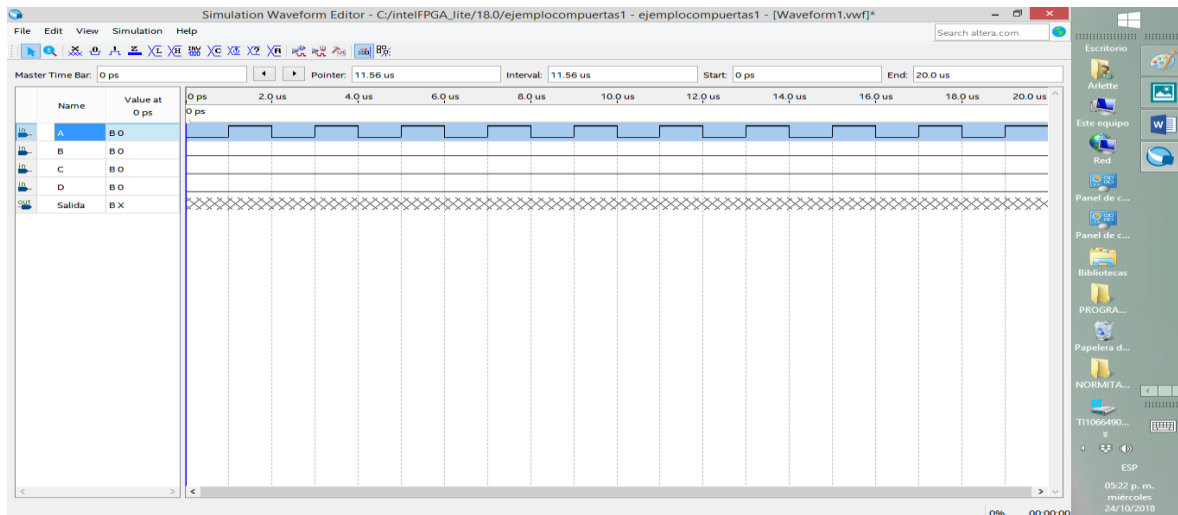 Simulation Waveform Editor - C:/intelFPGA_lite/18.0/ejemplocompuertas1 - ejemplocompuertas1 - [Waveform1.vwf]*
File Edit View Simulation Help
Search altera.com
Master Time Bar: 0 ps
Pointer: 11.56 us
Interval: 11.56 us
Start: 0 ps
End: 20.0 us
Name
Value at
0 ps
0 ps 2.0 us 4.0 us 6.0 us 8.0 us 10.0 us 12.0 us 14.0 us 16.0 us 18.0 us 20.0 us
0 ps
in A B 0
in B B 0
in C B 0
in D B 0
out Salida B X
0% 00:00:00
Escritorio
Arlette
Este equipo
Red
Panel de c...
Panel de c...
Bibliotecas
PROGRA...
Papelera d...
NORMITA...
TI1066490...
ESP
05:22 p. m.
miércoles
24/10/2018